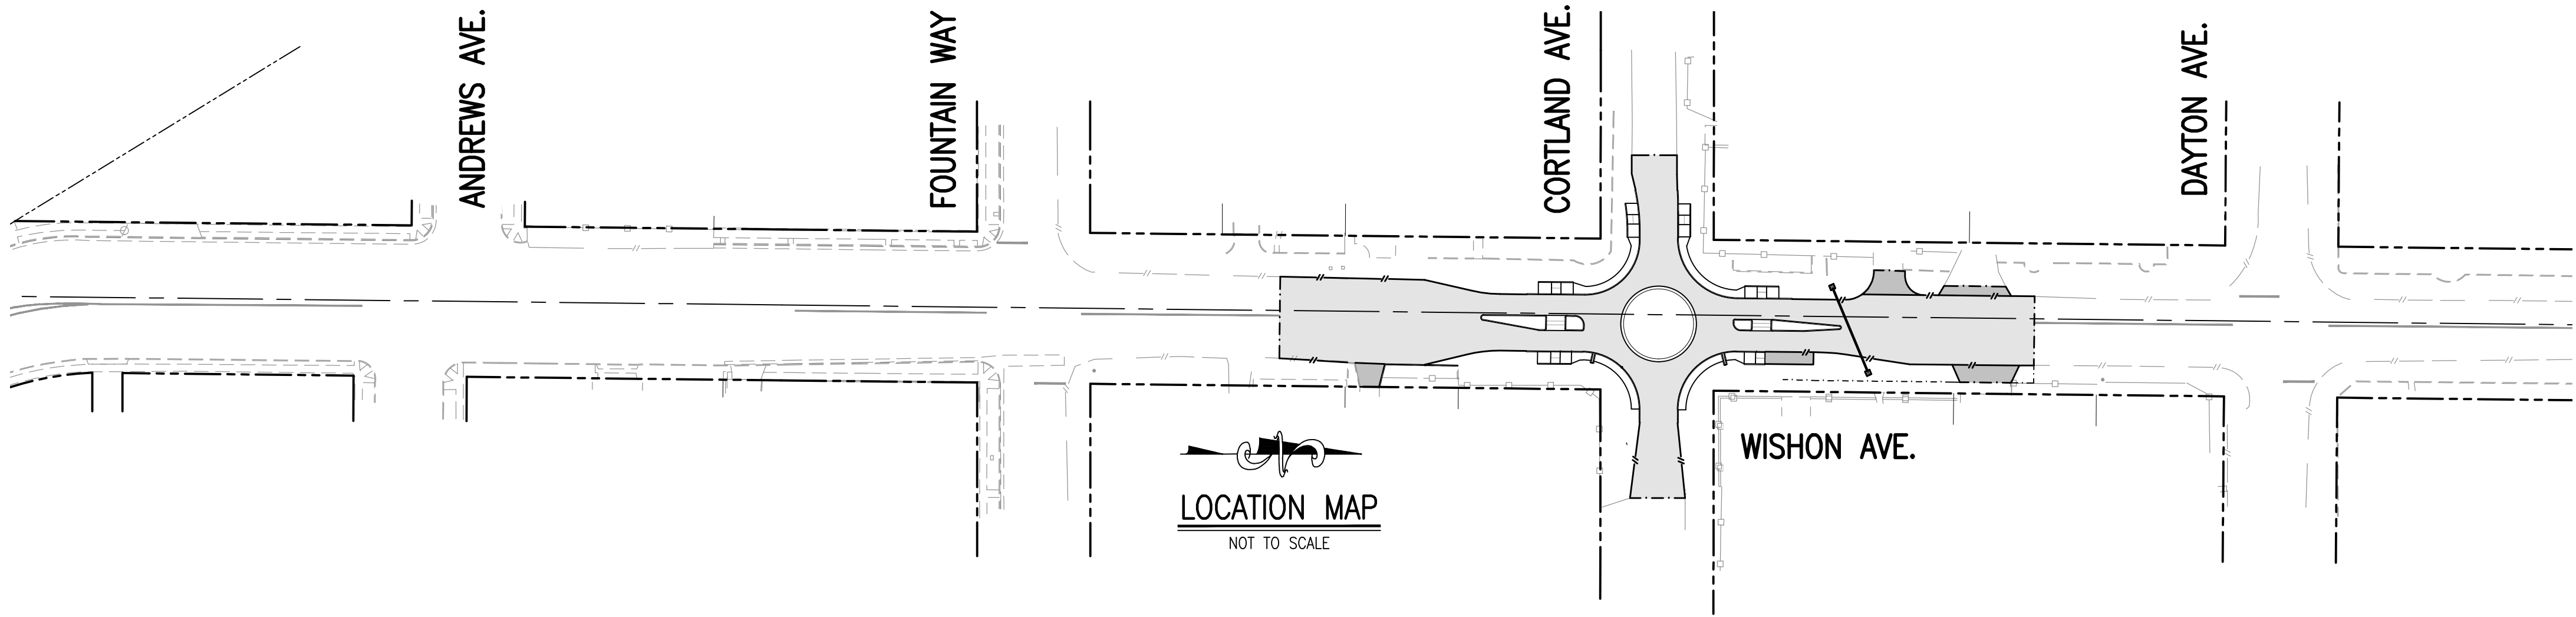 ANDREWS AVE.
FOUNTAIN WAY
CORTLAND AVE.
DAYTON AVE.
WISHON AVE.
LOCATION MAP
NOT TO SCALE